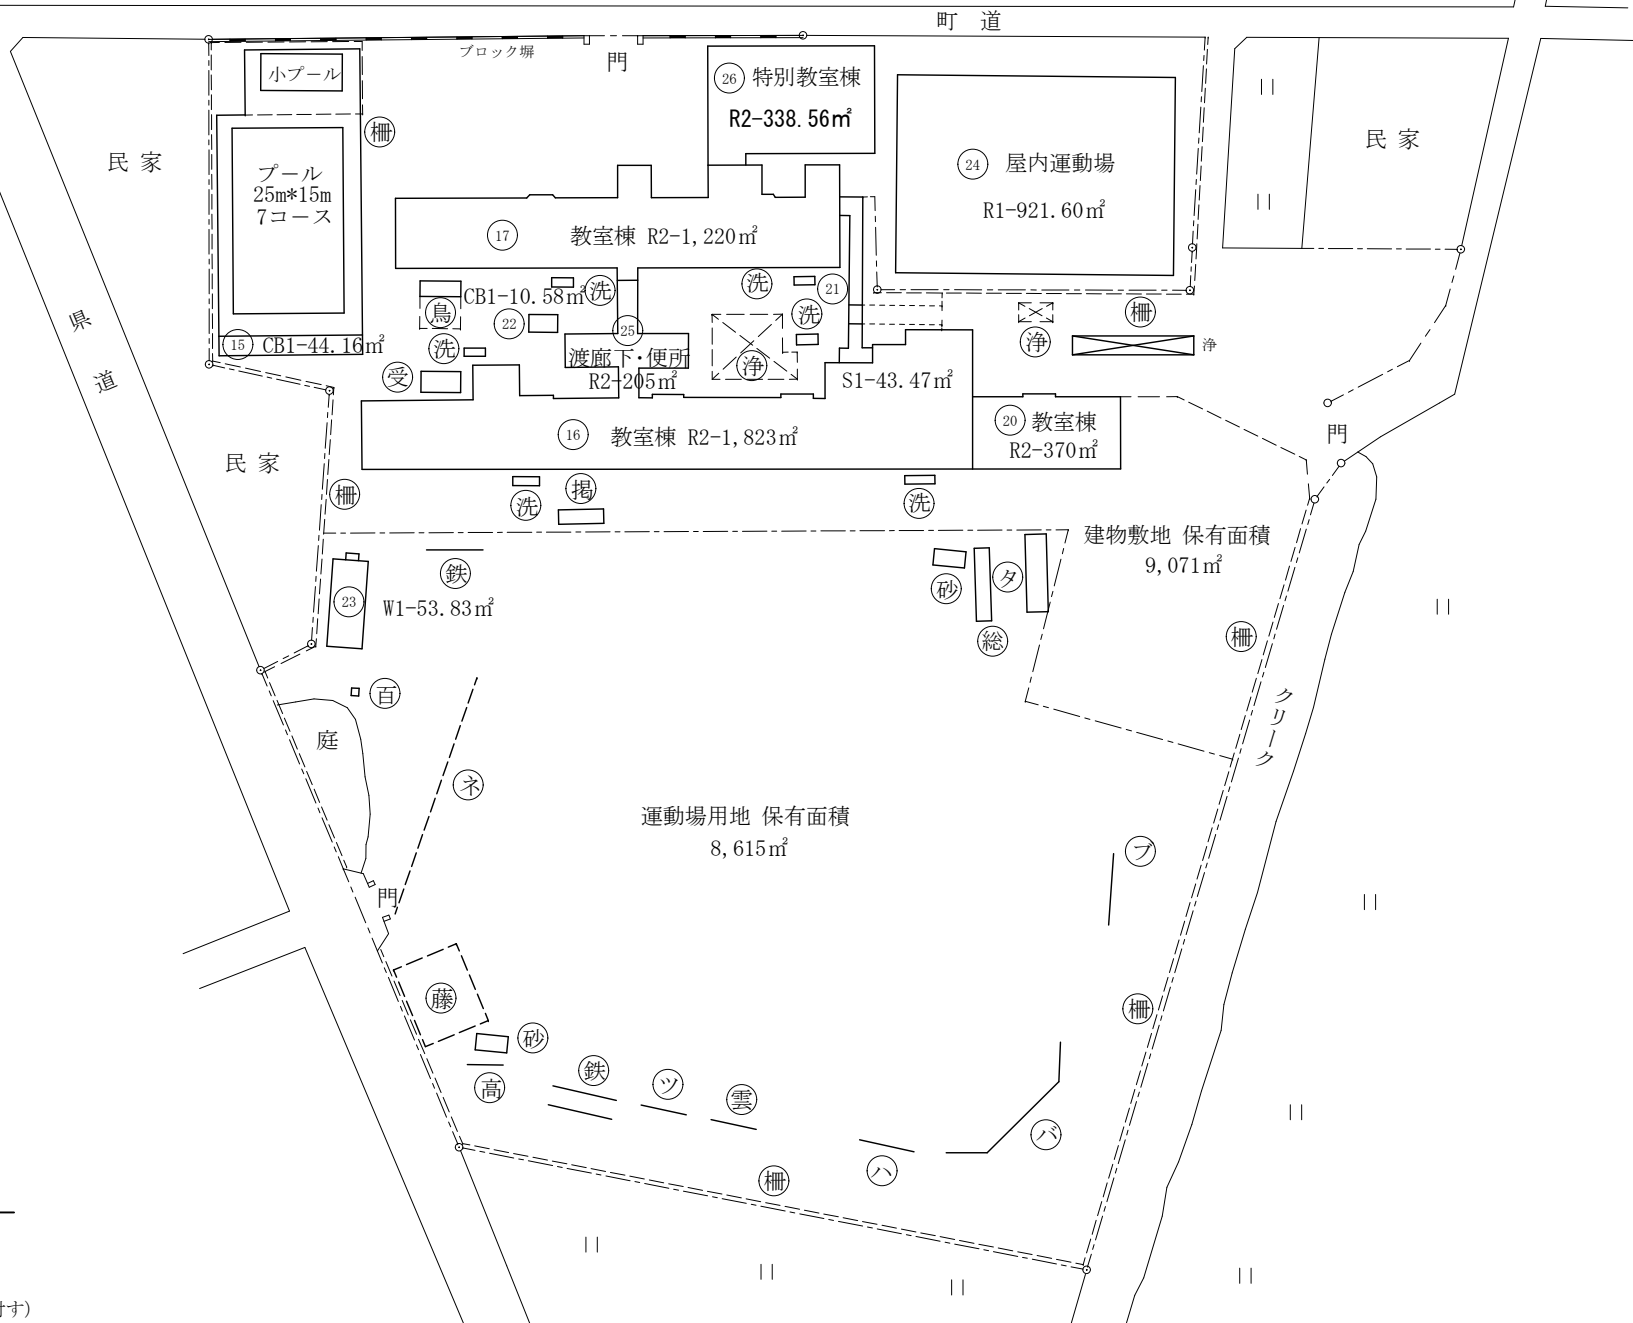 町 道
ブロック塀
門
小プール
26 特別教室棟
R2-338.56㎡
柵
民 家
民 家
プール
25m*15m
7コース
24 屋内運動場
R1-921.60㎡
17 教室棟 R2-1,220㎡
洗
洗
21
CB1-10.58㎡
鳥
22
25
洗
柵
県
道
15 CB1-44.16㎡
洗
渡廊下・便所
R2-205㎡
浄
浄
浄
受
S1-43.47㎡
16 教室棟 R2-1,823㎡
20 教室棟
R2-370㎡
門
民 家
柵
洗
掲
洗
建物敷地 保有面積
9,071㎡
鉄
砂
タ
総
23 W1-53.83㎡
柵
百
庭
ネ
クリーク
運動場用地 保有面積
8,615㎡
ブ
門
藤
柵
砂
高
鉄
ツ
雲
バ
ハ
柵
付す)